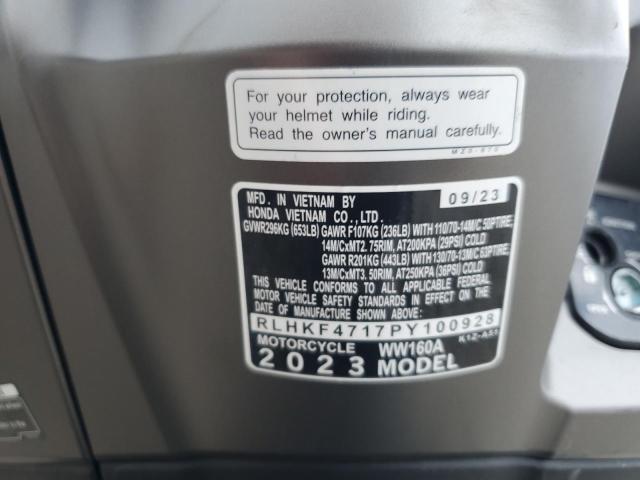 For your protection, always wear
your helmet while riding.
Read the owner's manual carefully.
MFD. IN VIETNAM BY
HONDA VIETNAM CO.,LTD.
09/23
GVWR296KG (653LB) GAWR F107KG (236LB) WITH 110/70-14M/C 50PTIRE,
14M/CxMT2. 75RIM, AT200KPA (29PSI) COLD
GAWR R201KG (443LB) WITH 130/70-13M/C 63PTIRE,
13M/CxMT3. 50RIM, AT250KPA (36PSI) COLD
THIS VEHICLE CONFORMS TO ALL APPLICABLE FEDERAL
MOTOR VEHICLE SAFETY STANDARDS IN EFFECT ON THE
DATE OF MANUFACTURE SHOWN ABOVE.
RLHKF4717PY100928
MOTORCYCLE WW160A
2023 MODEL